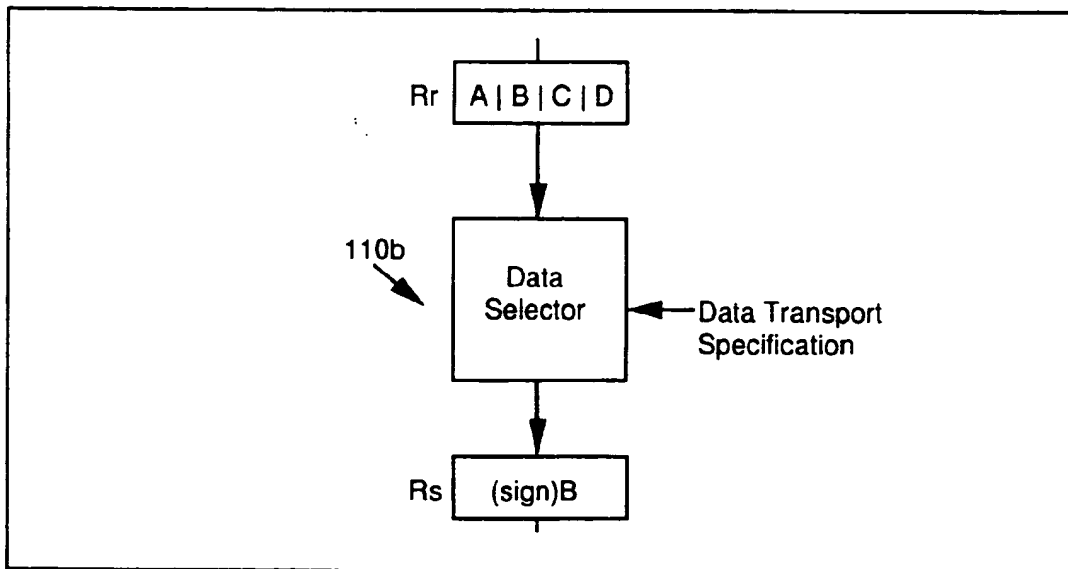 Rr A | B | C | D
110b
Data
Selector
Data Transport
Specification
Rs (sign)B